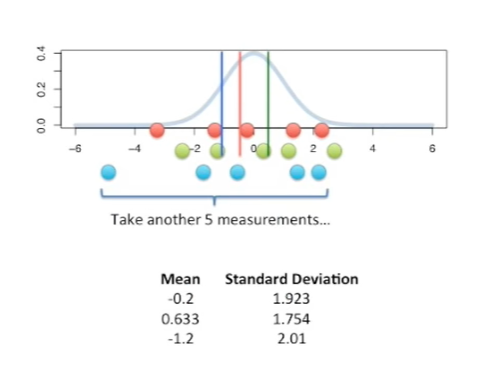 0.4
0.2
0.0
-6 -4 -2 0 2 4 6
Take another 5 measurements...
Mean Standard Deviation
-0.2 1.923
0.633 1.754
-1.2 2.01